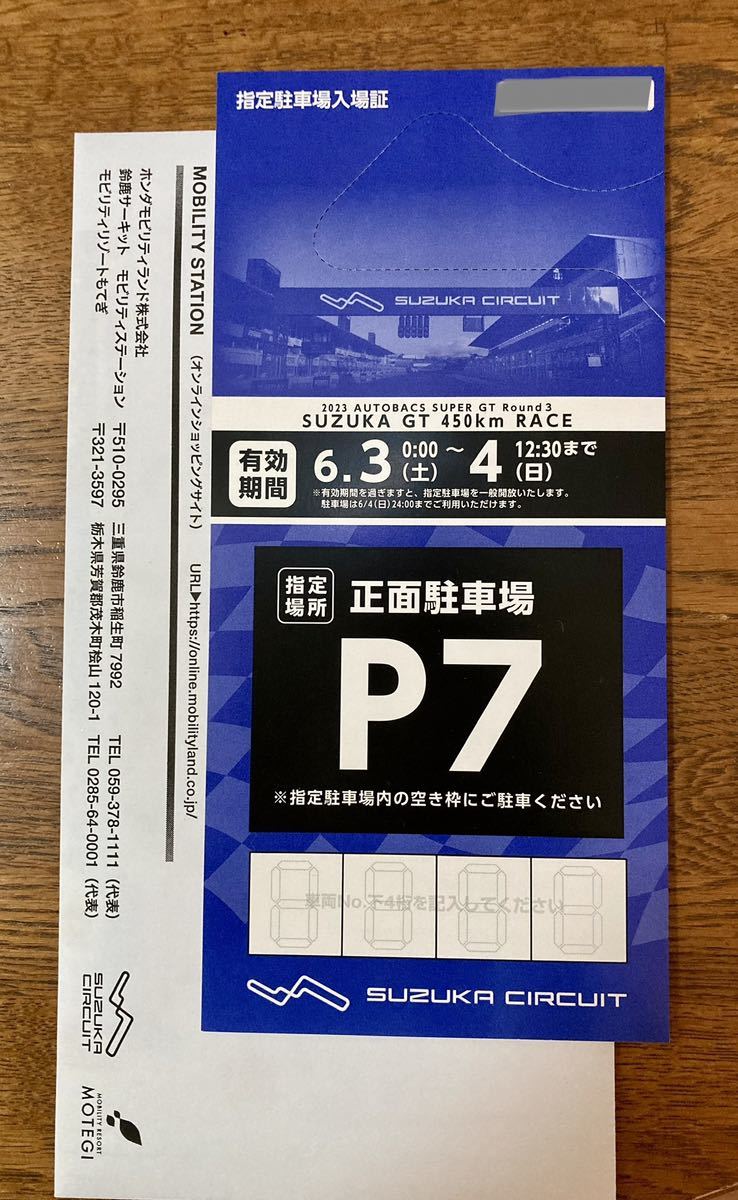 指定駐車場入場証
SUZUKA CIRCUIT
2023 AUTOBACS SUPER GT Round3
SUZUKA GT 450km RACE
有効
期間
6.3 0:00 (土) ～ 4 12:30まで (日)
※有効期間を過ぎますと、指定駐車場を一般開放いたします。
駐車場は6/4(日)24:00までご利用いただけます。
指定
場所
正面駐車場
P7
※指定駐車場内の空き枠にご駐車ください
車両No.下4桁を記入してください
SUZUKA CIRCUIT
MOBILITY STATION (オンラインショッピングサイト) URL▶https://online.mobilityland.co.jp/
ホンダモビリティランド株式会社
鈴鹿サーキット モビリティステーション 〒510-0295 三重県鈴鹿市稲生町 7992 TEL 059-378-1111 (代表)
モビリティリゾートもてぎ 〒321-3597 栃木県芳賀郡茂木町桧山 120-1 TEL 0285-64-0001 (代表)
SUZUKA
CIRCUIT
MOBILITY RESORT
MOTEGI